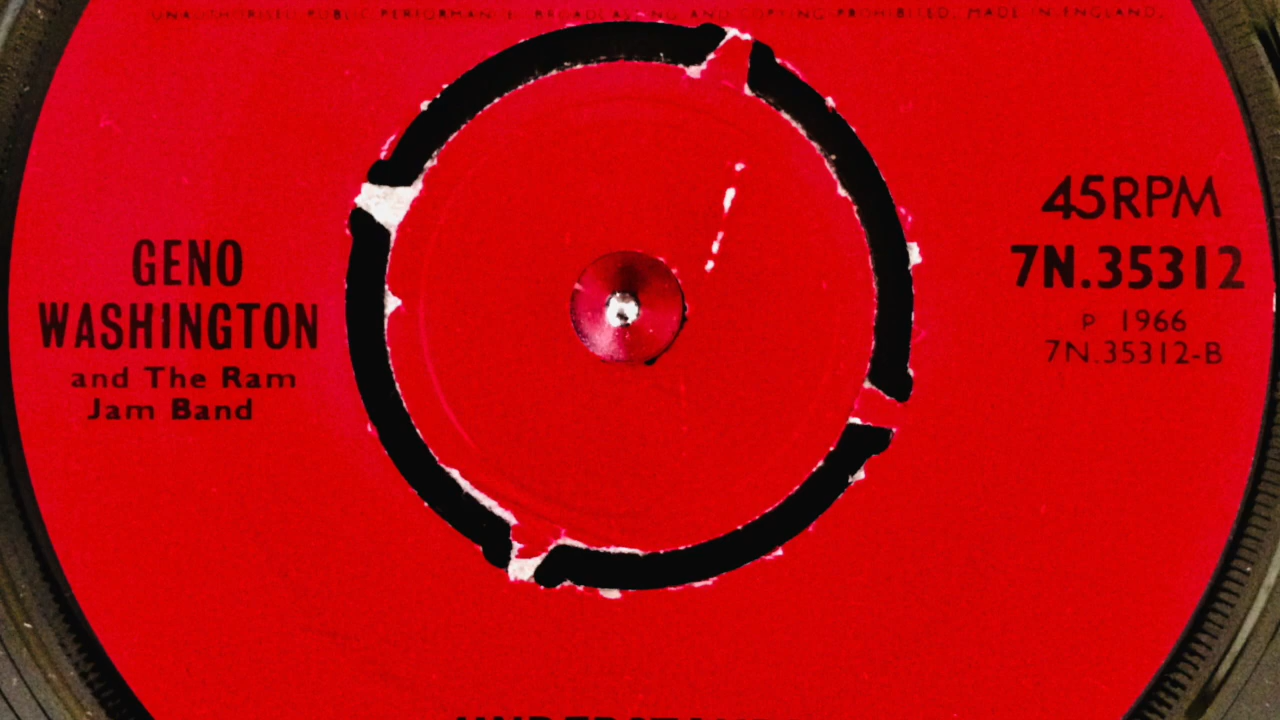 UNAUTHORISED PUBLIC PERFORMANCE, BROADCASTING AND COPYING PROHIBITED. MADE IN ENGLAND.
GENO
WASHINGTON
and The Ram
Jam Band
45RPM
7N.35312
P 1966
7N.35312-B